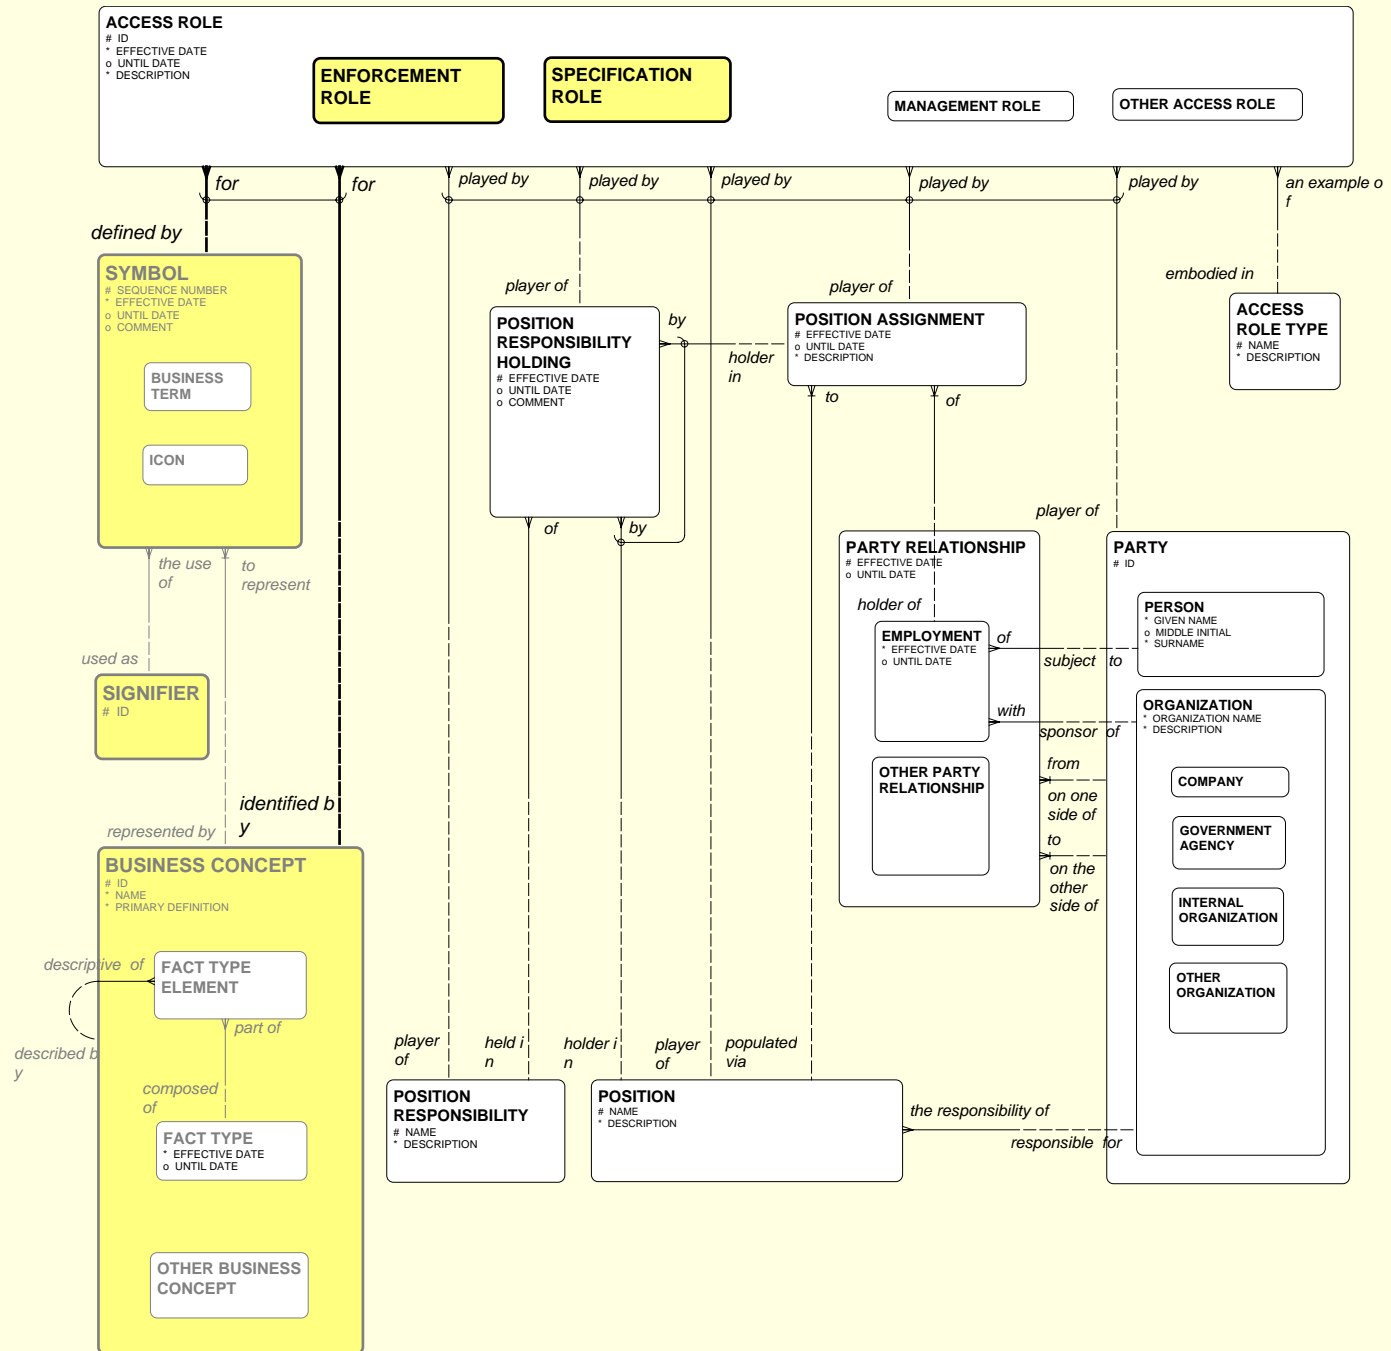 ACCESS ROLE
# ID
* EFFECTIVE DATE
o UNTIL DATE
* DESCRIPTION
ENFORCEMENT
ROLE
SPECIFICATION
ROLE
MANAGEMENT ROLE
OTHER ACCESS ROLE
for
for
played by
played by
played by
played by
played by
an example o
f
defined by
SYMBOL
# SEQUENCE NUMBER
* EFFECTIVE DATE
o UNTIL DATE
o COMMENT
BUSINESS
TERM
ICON
player of
player of
embodied in
POSITION
RESPONSIBILITY
HOLDING
# EFFECTIVE DATE
o UNTIL DATE
o COMMENT
by
holder
in
POSITION ASSIGNMENT
# EFFECTIVE DATE
o UNTIL DATE
* DESCRIPTION
ACCESS
ROLE TYPE
# NAME
* DESCRIPTION
to
of
of
by
player of
the use
of
to
represent
used as
SIGNIFIER
# ID
PARTY RELATIONSHIP
# EFFECTIVE DATE
o UNTIL DATE
holder of
EMPLOYMENT
* EFFECTIVE DATE
o UNTIL DATE
OTHER PARTY
RELATIONSHIP
of
subject to
with
sponsor of
from
on one
side of
to
on the
other
side of
PARTY
# ID
PERSON
* GIVEN NAME
o MIDDLE INITIAL
* SURNAME
ORGANIZATION
* ORGANIZATION NAME
* DESCRIPTION
COMPANY
GOVERNMENT
AGENCY
INTERNAL
ORGANIZATION
OTHER
ORGANIZATION
represented by
identified b
y
BUSINESS CONCEPT
# ID
* NAME
* PRIMARY DEFINITION
descriptive of
FACT TYPE
ELEMENT
part of
described b
y
composed
of
FACT TYPE
* EFFECTIVE DATE
o UNTIL DATE
OTHER BUSINESS
CONCEPT
player
of
held i
n
holder i
n
player
of
populated
via
POSITION
RESPONSIBILITY
# NAME
* DESCRIPTION
POSITION
# NAME
* DESCRIPTION
the responsibility of
responsible for